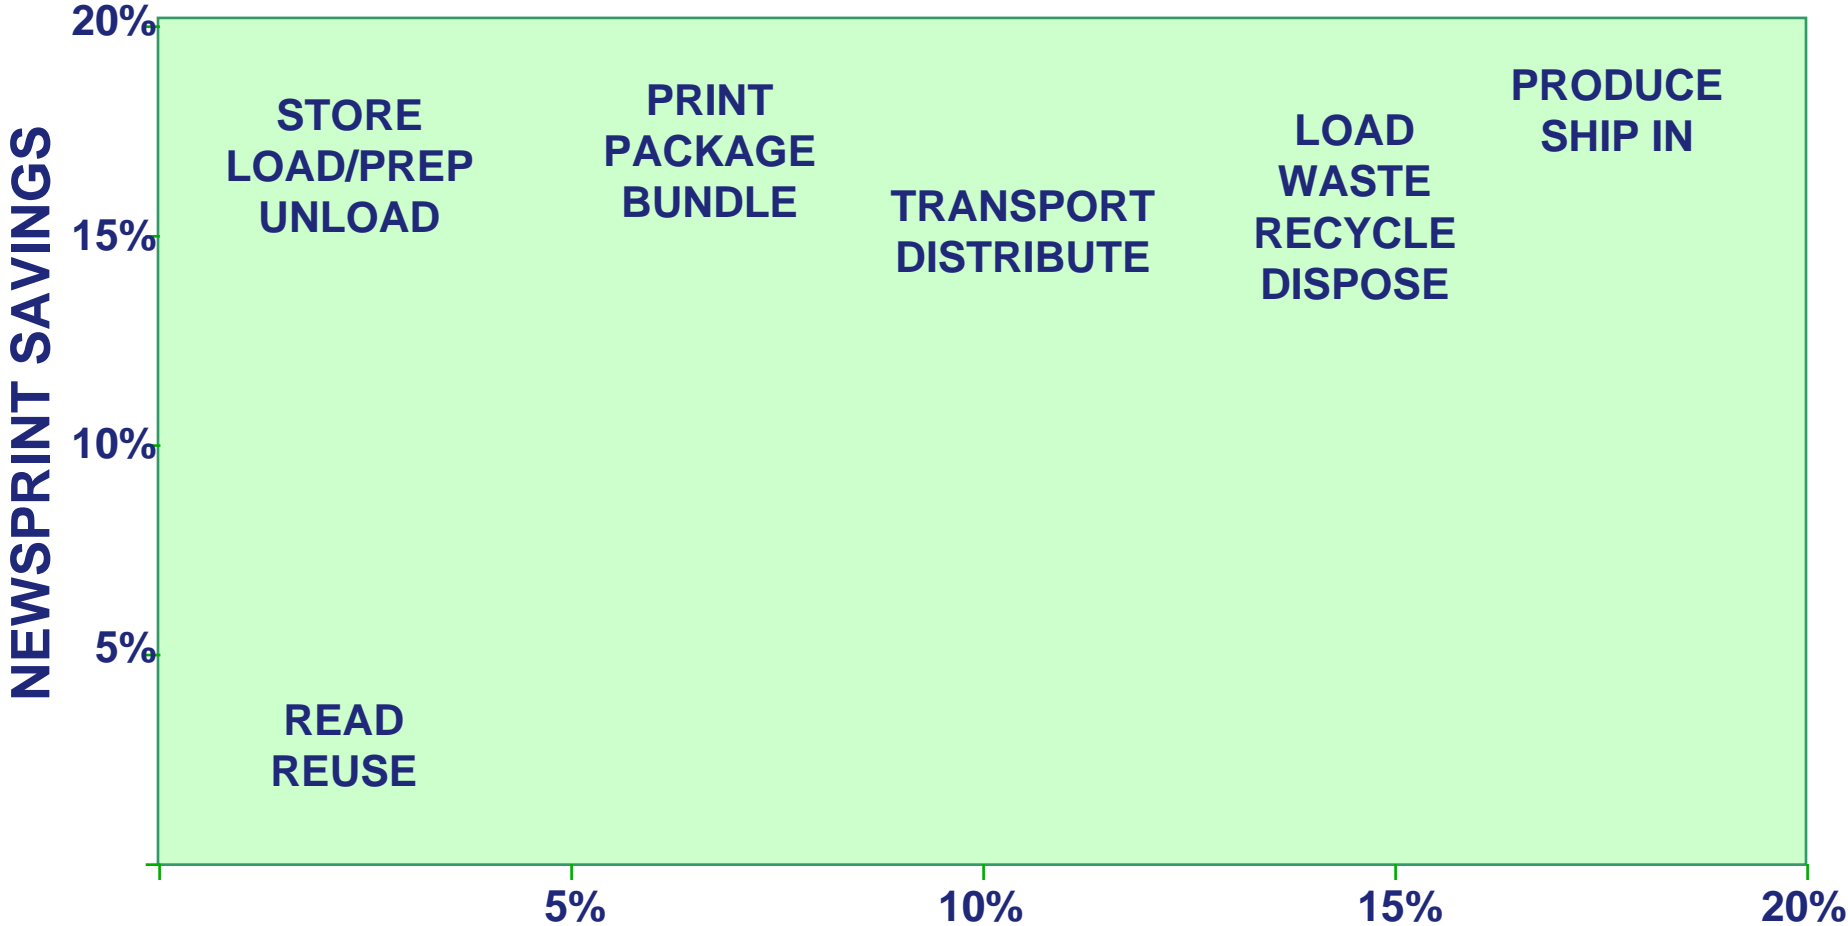 NEWSPRINT SAVINGS
20%
15%
10%
5%
STORE
LOAD/PREP
UNLOAD
PRINT
PACKAGE
BUNDLE
TRANSPORT
DISTRIBUTE
LOAD
WASTE
RECYCLE
DISPOSE
PRODUCE
SHIP IN
READ
REUSE
5% 10% 15% 20%